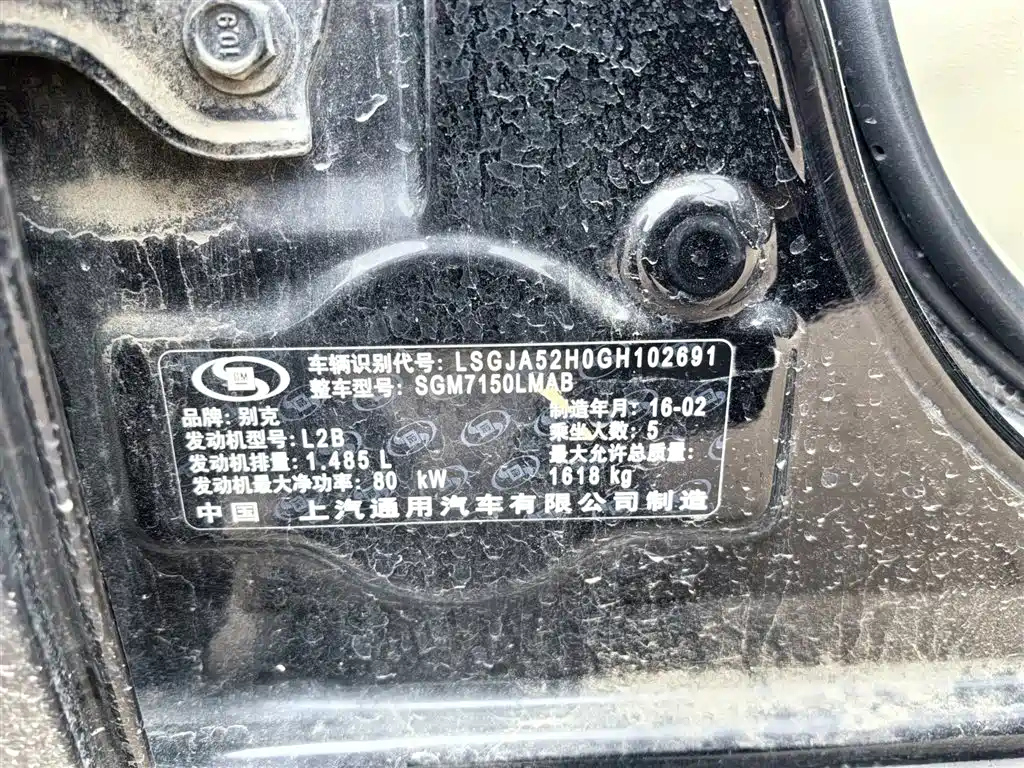 109
GM
车辆识别代号: LSGJA52H0GH102691
整车型号: SGM7150LMAB
品牌: 别克
制造年月: 16-02
发动机型号: L2B
乘坐人数: 5
发动机排量: 1.485 L
最大允许总质量:
1618 kg
发动机最大净功率: 80 kW
中国 上汽通用汽车有限公司制造